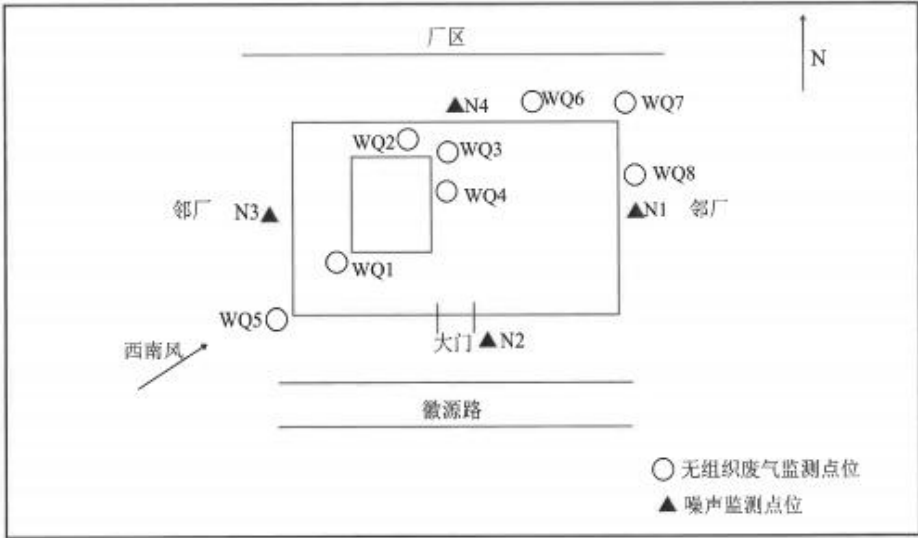 厂区
N
N4
WQ6
WQ7
WQ2
WQ3
WQ8
WQ4
邻厂
N3
N1
邻厂
WQ1
WQ5
大门
N2
西南风
徽源路
无组织废气监测点位
噪声监测点位